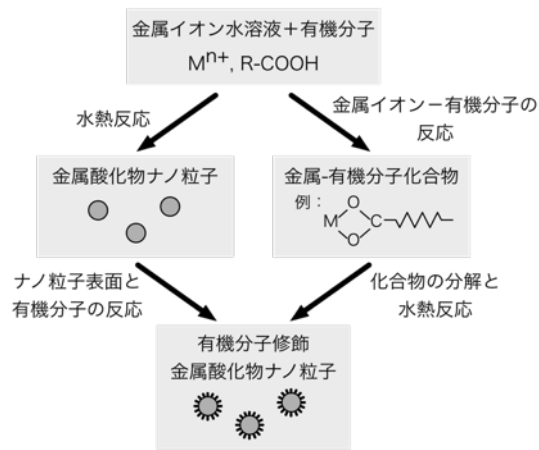 金属イオン水溶液＋有機分子
Mn+, R-COOH
水熱反応
金属イオン－有機分子の
反応
金属酸化物ナノ粒子
金属-有機分子化合物
例：
O
M
C
O
ナノ粒子表面と
有機分子の反応
化合物の分解と
水熱反応
有機分子修飾
金属酸化物ナノ粒子